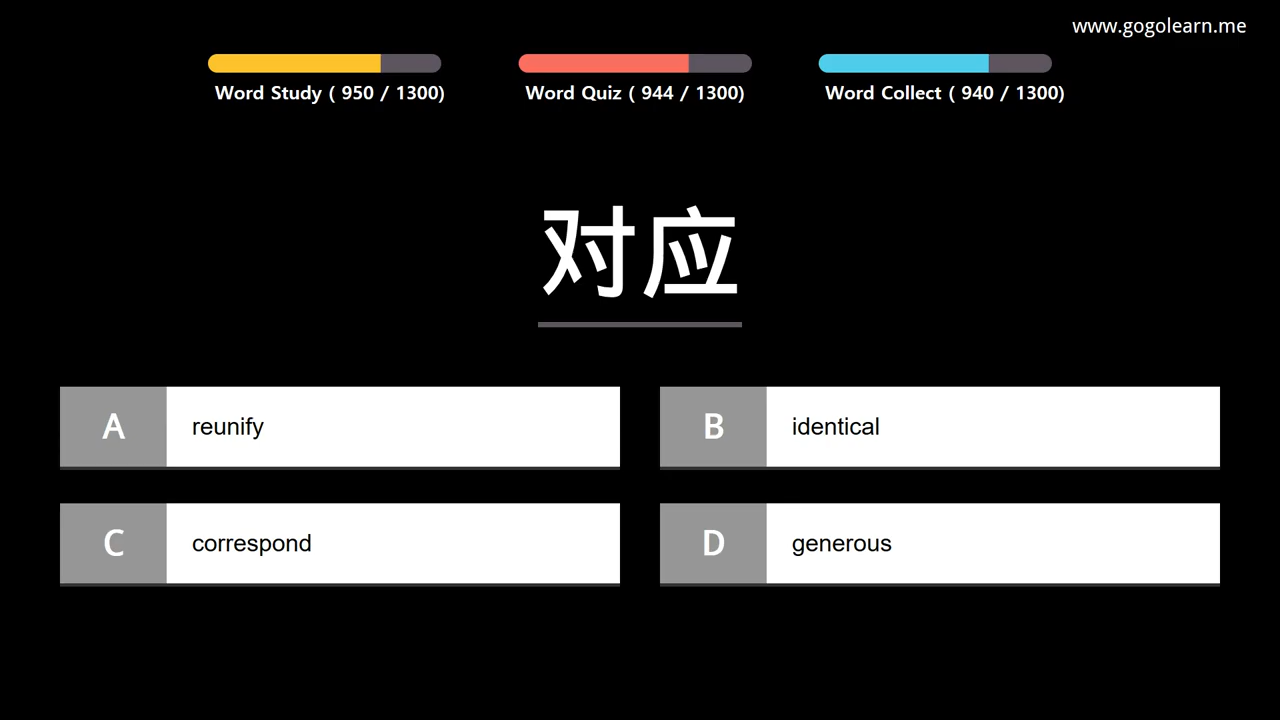 www.gogolearn.me
Word Study ( 950 / 1300)
Word Quiz ( 944 / 1300)
Word Collect ( 940 / 1300)
对应
A
reunify
B
identical
C
correspond
D
generous